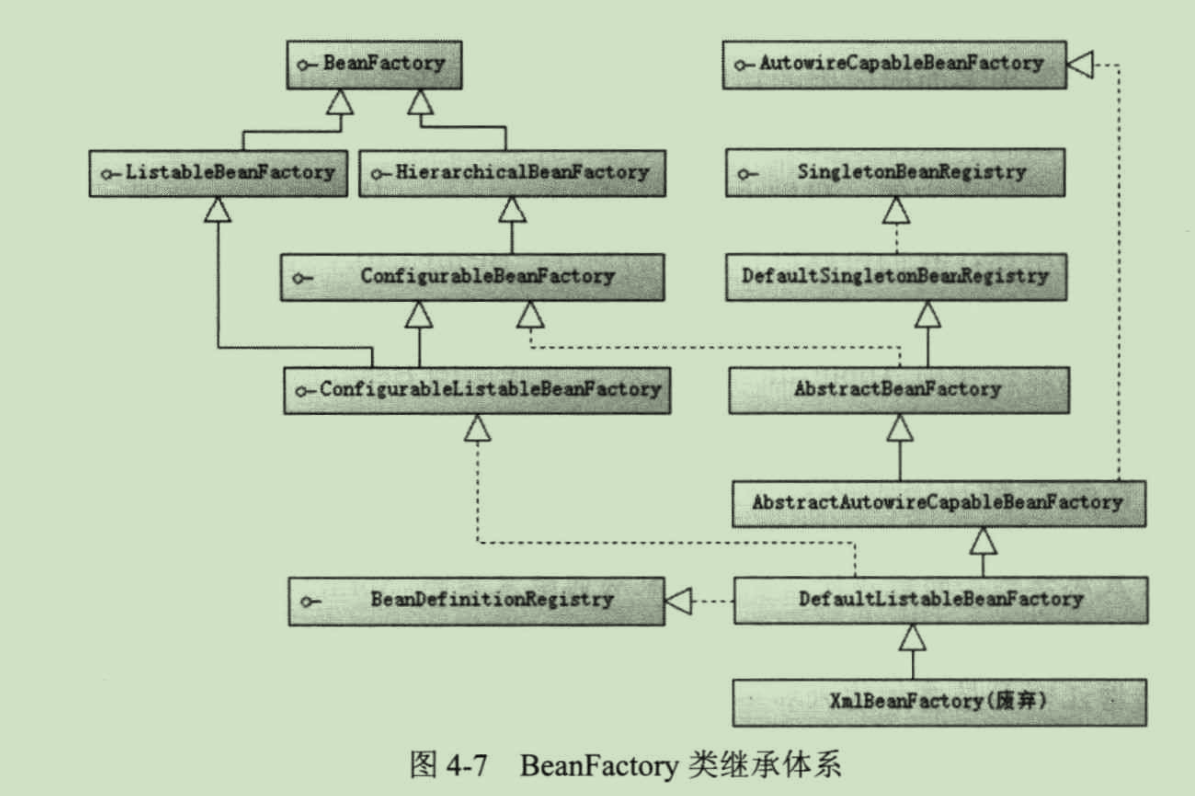 BeanFactory
AutowireCapableBeanFactory
ListableBeanFactory
HierarchicalBeanFactory
SingletonBeanRegistry
ConfigurableBeanFactory
DefaultSingletonBeanRegistry
ConfigurableListableBeanFactory
AbstractBeanFactory
AbstractAutowireCapableBeanFactory
BeanDefinitionRegistry
DefaultListableBeanFactory
XmlBeanFactory(废弃)
图 4-7 BeanFactory 类继承体系